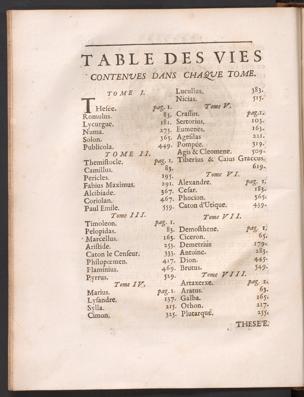 TABLE DES VIES
CONTENUES DANS CHAQUE TOME.
TOME I.
Thesée. pag. 1.
Romulus. 83.
Lycurgue. 181.
Numa. 275.
Solon. 365.
Publicola. 449.
TOME II.
Themistocle. pag. 1.
Camillus. 83.
Pericles. 195.
Fabius Maximus. 291.
Alcibiade. 367.
Coriolan. 467.
Paul Emile. 559.
Tome III.
Timoleon. pag. 1.
Pelopidas. 83.
Marcellus. 165.
Aristide. 253.
Caton le Censeur. 333.
Philopœmen. 417.
Flaminius. 469.
Pyrrus. 529.
Tome IV.
Marius. pag. 1.
Lysandre. 137.
Sylla. 215.
Cimon. 325.
Lucullus. 383.
Nicias. 515.
Tome V.
Crassus. pag. 1.
Sertorius. 103.
Eumenés. 163.
Agesilas. 211.
Pompée. 319.
Agis & Cleomene. 509.
Tiberius & Caius Graccus.
619.
Tome VI.
Alexandre. pag. 1.
Cesar. 185.
Phocion. 365.
Caton d'Utique. 439.
Tome VII.
Demosthene. pag. 1.
Ciceron. 65.
Demetrius 179.
Antoine. 283.
Dion. 449.
Brutus. 549.
Tome VIII.
Artaxerxe. pag. 1.
Aratus. 63.
Galba. 165.
Othon. 217.
Plutarque. 255.
THESE'E.